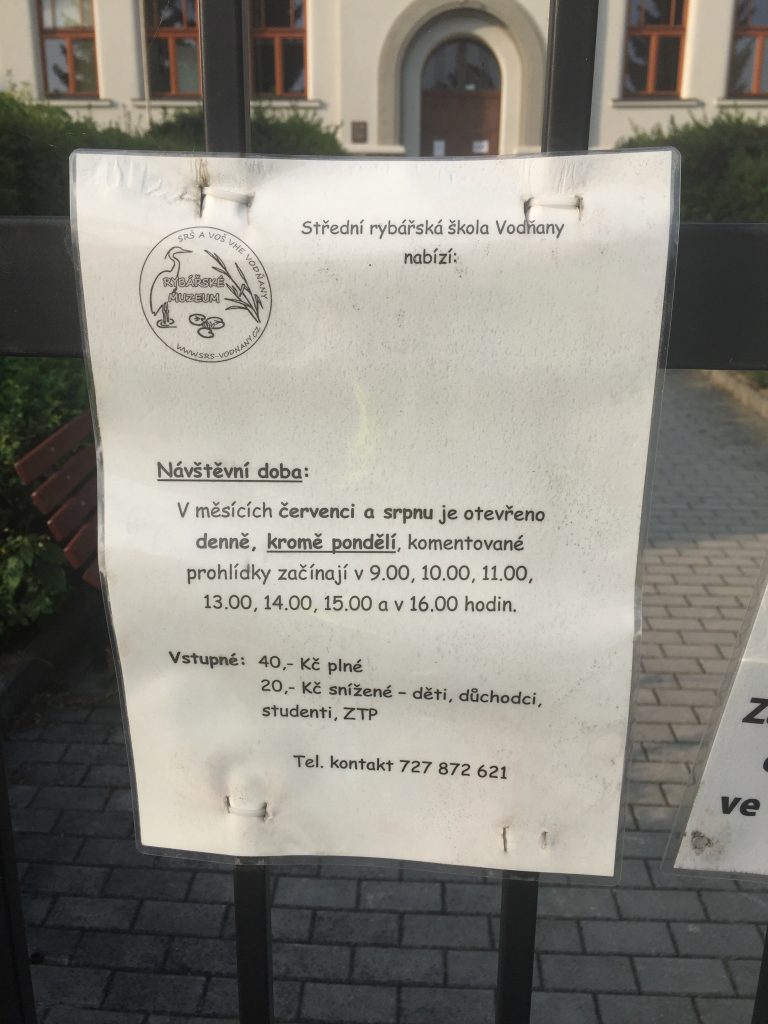 Střední rybářská škola Vodňany
nabízí:
SRŠ A VOŠ VHE VODŇANY
RYBÁŘSKÉ
MUZEUM
WWW.SRS-VODNANY.CZ
Návštěvní doba:
V měsících červenci a srpnu je otevřeno
denně, kromě pondělí, komentované
prohlídky začínají v 9.00, 10.00, 11.00,
13.00, 14.00, 15.00 a v 16.00 hodin.
Vstupné: 40,- Kč plné
20,- Kč snížené – děti, důchodci,
studenti, ZTP
Tel. kontakt 727 872 621
ve